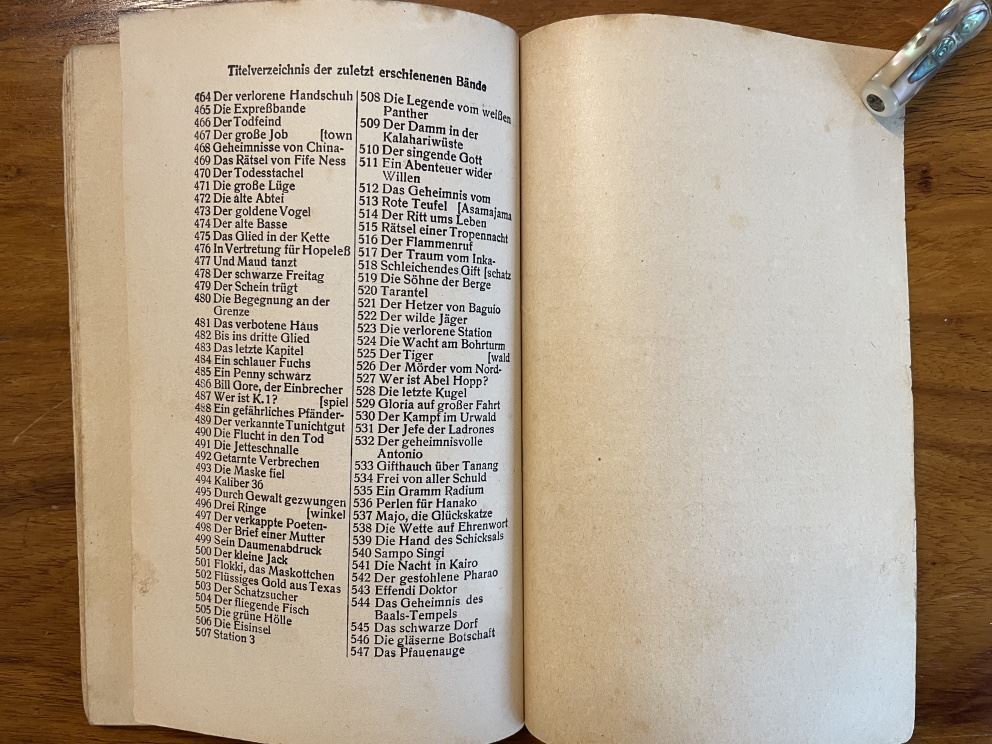 Titelverzeichnis der zuletzt erschienenen Bände
464 Der verlorene Handschuh
465 Die Expreßbande
466 Der Todfeind
467 Der große Job [town
468 Geheimnisse von China-
469 Das Rätsel von Fife Ness
470 Der Todesstachel
471 Die große Lüge
472 Die alte Abtei
473 Der goldene Vogel
474 Der alte Basse
475 Das Glied in der Kette
476 In Vertretung für Hopeleß
477 Und Maud tanzt
478 Der schwarze Freitag
479 Der Schein trügt
480 Die Begegnung an der
Grenze
481 Das verbotene Haus
482 Bis ins dritte Glied
483 Das letzte Kapitel
484 Ein schlauer Fuchs
485 Ein Penny schwarz
486 Bill Gore, der Einbrecher
487 Wer ist K.1? [spiel
488 Ein gefährliches Pfänder-
489 Der verkannte Tunichtgut
490 Die Flucht in den Tod
491 Die Jetteschnalle
492 Getarnte Verbrechen
493 Die Maske fiel
494 Kaliber 36
495 Durch Gewalt gezwungen
496 Drei Ringe [winkel
497 Der verkappte Poeten-
498 Der Brief einer Mutter
499 Sein Daumenabdruck
500 Der kleine Jack
501 Flokki, das Maskottchen
502 Flüssiges Gold aus Texas
503 Der Schatzsucher
504 Der fliegende Fisch
505 Die grüne Hölle
506 Die Eisinsel
507 Station 3
508 Die Legende vom weißen
Panther
509 Der Damm in der
Kalahariwüste
510 Der singende Gott
511 Ein Abenteuer wider
Willen
512 Das Geheimnis vom
513 Rote Teufel [Asamajama
514 Der Ritt ums Leben
515 Rätsel einer Tropennacht
516 Der Flammenruf
517 Der Traum vom Inka-
518 Schleichendes Gift [schatz
519 Die Söhne der Berge
520 Tarantel
521 Der Hetzer von Baguio
522 Der wilde Jäger
523 Die verlorene Station
524 Die Wacht am Bohrturm
525 Der Tiger [wald
526 Der Mörder vom Nord-
527 Wer ist Abel Hopp?
528 Die letzte Kugel
529 Gloria auf großer Fahrt
530 Der Kampf im Urwald
531 Der Jefe der Ladrones
532 Der geheimnisvolle
Antonio
533 Gifthauch über Tanang
534 Frei von aller Schuld
535 Ein Gramm Radium
536 Perlen für Hanako
537 Majo, die Glückskatze
538 Die Wette auf Ehrenwort
539 Die Hand des Schicksals
540 Sampo Singi
541 Die Nacht in Kairo
542 Der gestohlene Pharao
543 Effendi Doktor
544 Das Geheimnis des
Baals-Tempels
545 Das schwarze Dorf
546 Die gläserne Botschaft
547 Das Pfauenauge